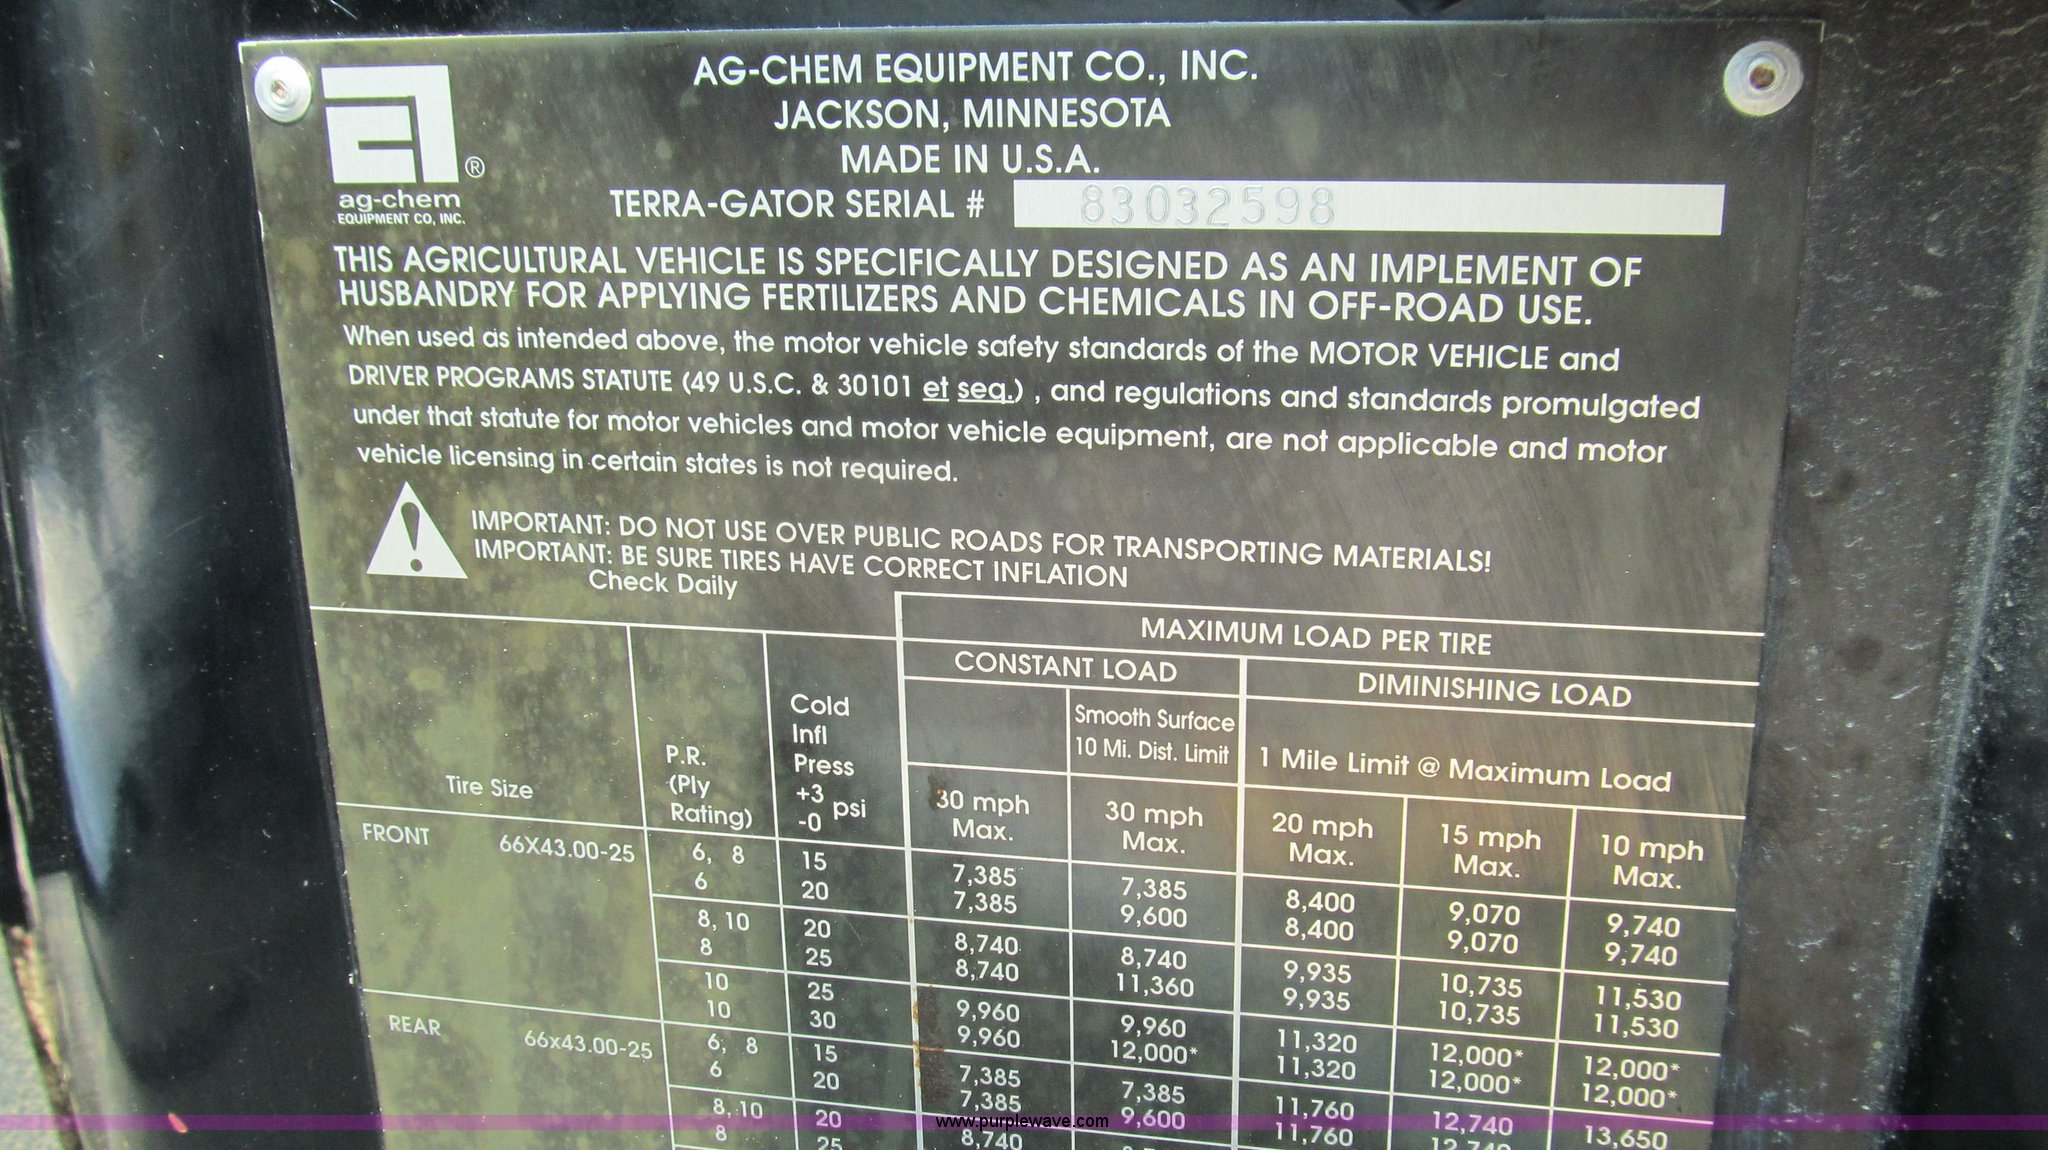 AG-CHEM EQUIPMENT CO., INC.
JACKSON, MINNESOTA
MADE IN U.S.A.
®
ag-chem
EQUIPMENT CO, INC.
TERRA-GATOR SERIAL # 83032598
THIS AGRICULTURAL VEHICLE IS SPECIFICALLY DESIGNED AS AN IMPLEMENT OF
HUSBANDRY FOR APPLYING FERTILIZERS AND CHEMICALS IN OFF-ROAD USE.
When used as intended above, the motor vehicle safety standards of the MOTOR VEHICLE and
DRIVER PROGRAMS STATUTE (49 U.S.C. & 30101 et seq.) , and regulations and standards promulgated
under that statute for motor vehicles and motor vehicle equipment, are not applicable and motor
vehicle licensing in certain states is not required.
IMPORTANT: DO NOT USE OVER PUBLIC ROADS FOR TRANSPORTING MATERIALS!
IMPORTANT: BE SURE TIRES HAVE CORRECT INFLATION
Check Daily
MAXIMUM LOAD PER TIRE
CONSTANT LOAD DIMINISHING LOAD
Tire Size
P.R.
(Ply
Rating)
Cold
Infl
Press
+3 psi
-0
Smooth Surface
10 Mi. Dist. Limit
1 Mile Limit @ Maximum Load
30 mph
Max.
30 mph
Max.
20 mph
Max.
15 mph
Max.
10 mph
Max.
FRONT 66X43.00-25 6, 8 15 7,385 7,385 8,400 9,070 9,740
6 20 7,385 9,600 8,400 9,070 9,740
8, 10 20 8,740 8,740 9,935 10,735 11,530
8 25 8,740 11,360 9,935 10,735 11,530
10 25 9,960 9,960 11,320 12,000* 12,000*
10 30 9,960 12,000* 11,320 12,000* 12,000*
REAR 66x43.00-25 6, 8 15 7,385 7,385 11,760 12,740 13,650
6 20 7,385 9,600 11,760
8, 10 20 8,740
8 25
www.purplewave.com